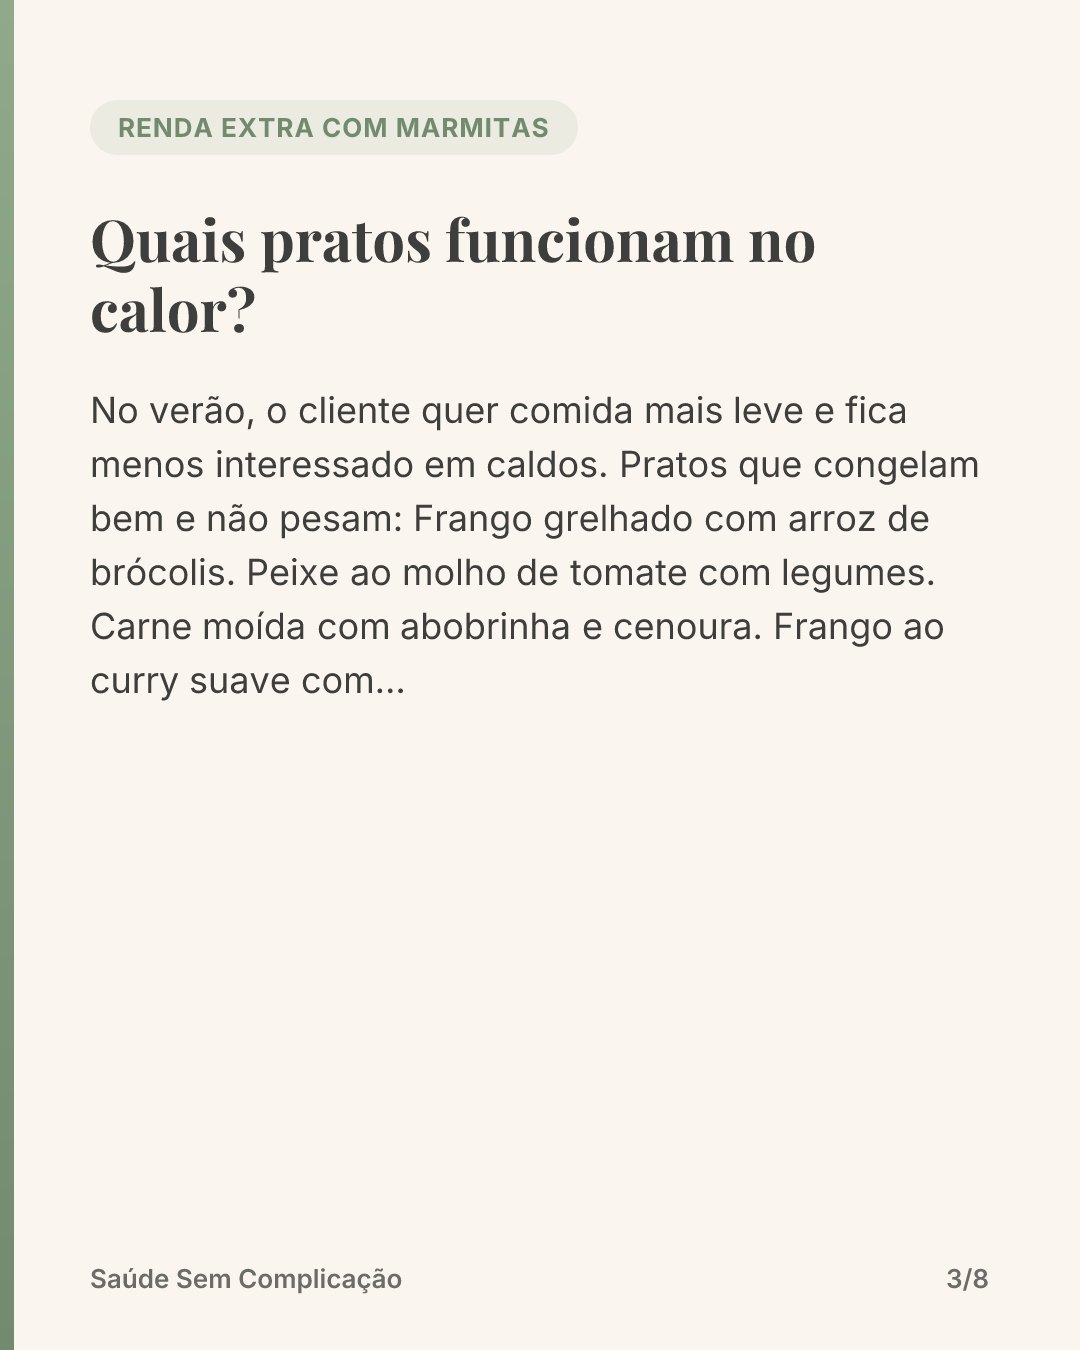 RENDA EXTRA COM MARMITAS
Quais pratos funcionam no
calor?
No verão, o cliente quer comida mais leve e fica
menos interessado em caldos. Pratos que congelam
bem e não pesam: Frango grelhado com arroz de
brócolis. Peixe ao molho de tomate com legumes.
Carne moída com abobrinha e cenoura. Frango ao
curry suave com...
Saúde Sem Complicação
3/8